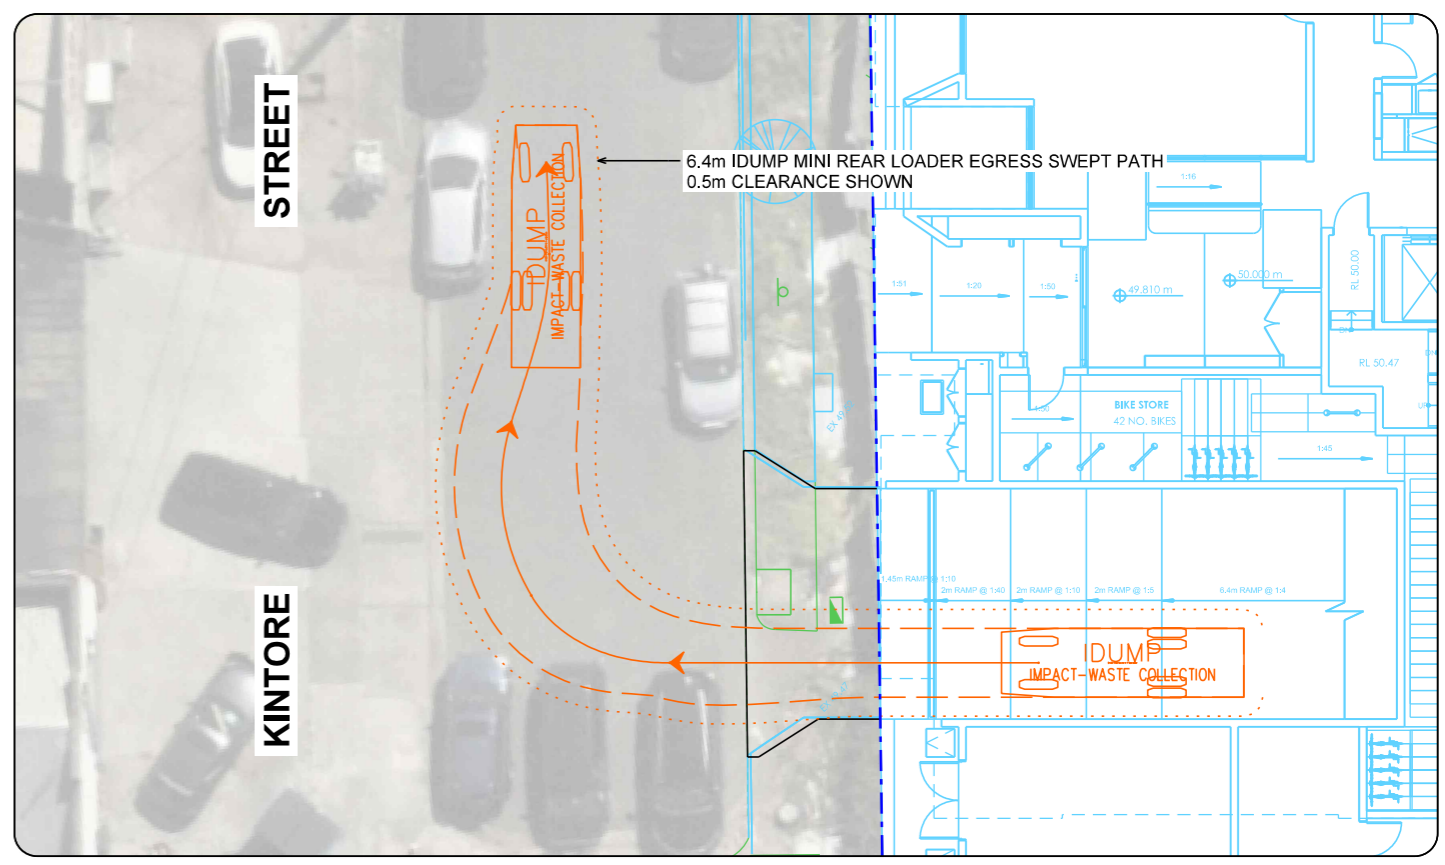 STREET
KINTORE
6.4m IDUMP MINI REAR LOADER EGRESS SWEPT PATH
0.5m CLEARANCE SHOWN
IDUMP
IMPACT-WASTE COLLECTION
1:16
1:51
1:20
1:50
49.810 m
50.000 m
RL 50.00
RL 50.47
BIKE STORE
42 NO. BIKES
1:45
1,45m RAMP @ 1:10
2m RAMP @ 1:40
2m RAMP @ 1:10
2m RAMP @ 1:5
6,4m RAMP @ 1:4
IDUMP
IMPACT-WASTE COLLECTION